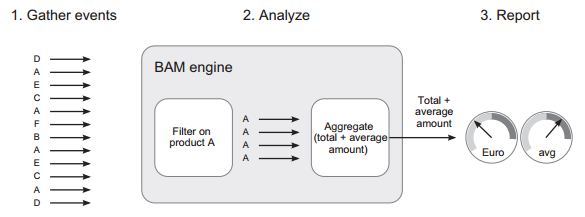 1. Gather events
2. Analyze
3. Report
D
A
E
C
A
F
B
A
E
C
A
D
BAM engine
Filter on
product A
A
A
A
A
Aggregate
(total + average
amount)
Total +
average
amount
Euro
avg